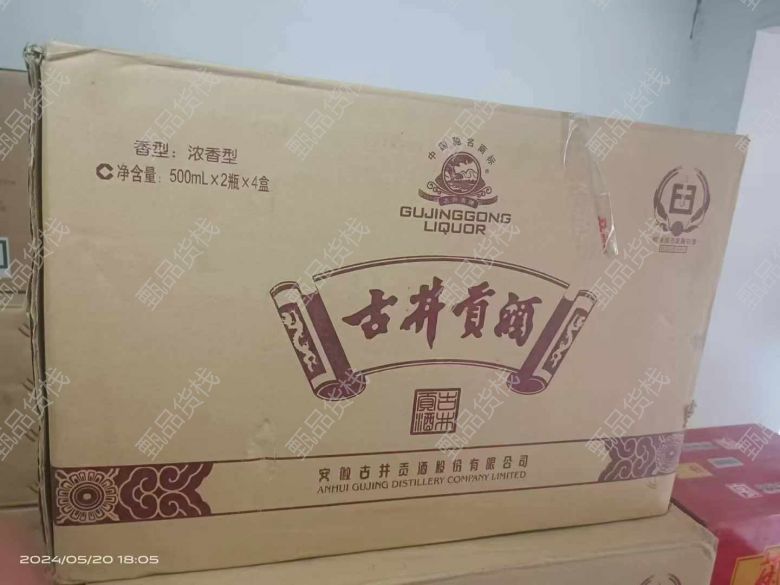 香型：浓香型
净含量：500mL×2瓶×4盒
中国驰名商标
GUJINGGONG
LIQUOR
古井贡酒
古井
贡酒
安徽古井贡酒股份有限公司
ANHUI GUJING DISTILLERY COMPANY LIMITED
2024/05/20 18:05
甄品货栈